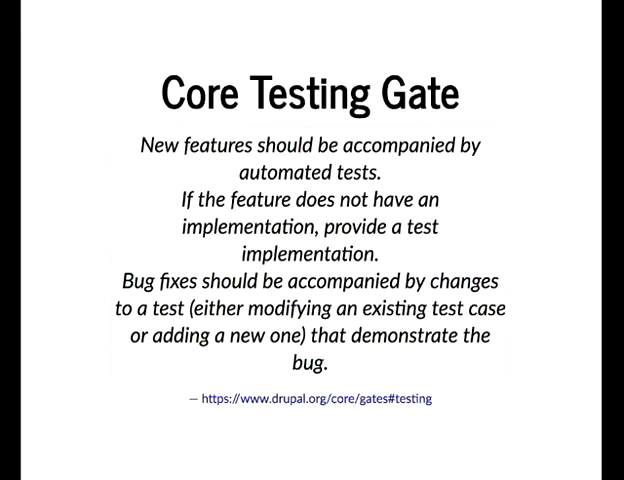 Core Testing Gate
New features should be accompanied by
automated tests.
If the feature does not have an
implementation, provide a test
implementation.
Bug fixes should be accompanied by changes
to a test (either modifying an existing test case
or adding a new one) that demonstrate the
bug.
— https://www.drupal.org/core/gates#testing